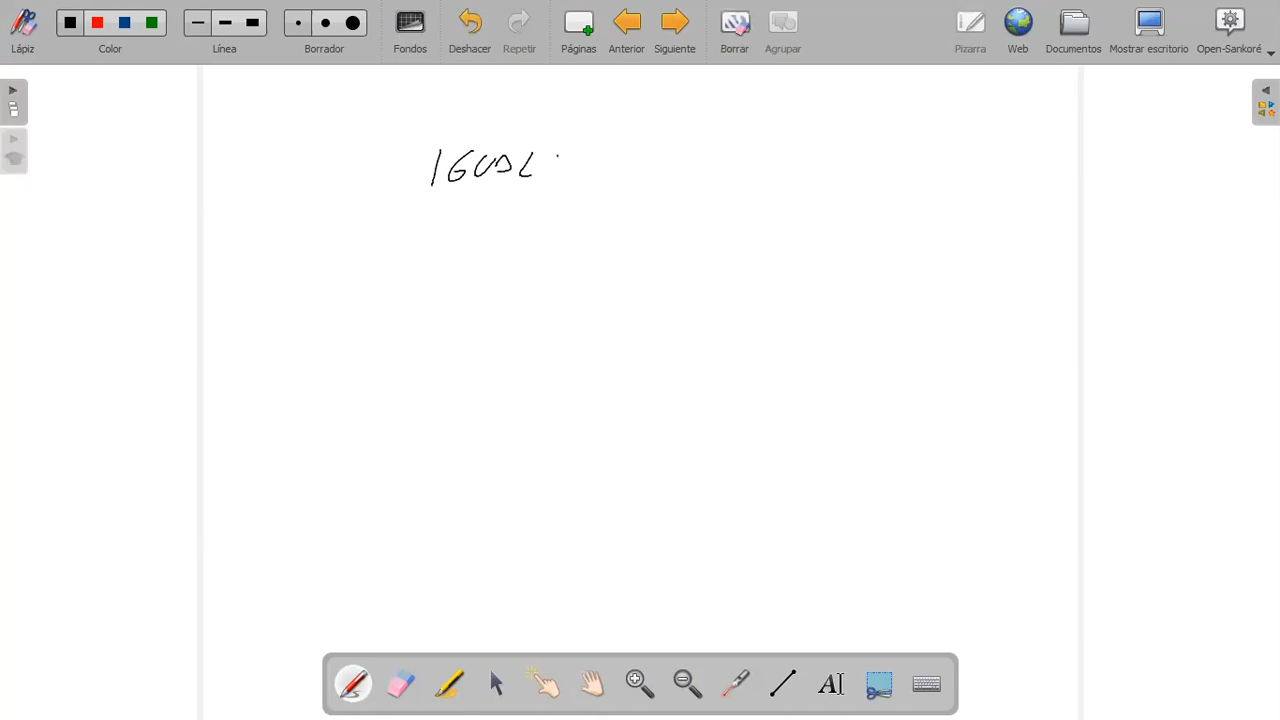 Lápiz Color Línea Borrador Fondos Deshacer Repetir Páginas Anterior Siguiente Borrar Agrupar Pizarra Web Documentos Mostrar escritorio Open-Sankoré
IGUAL
AI